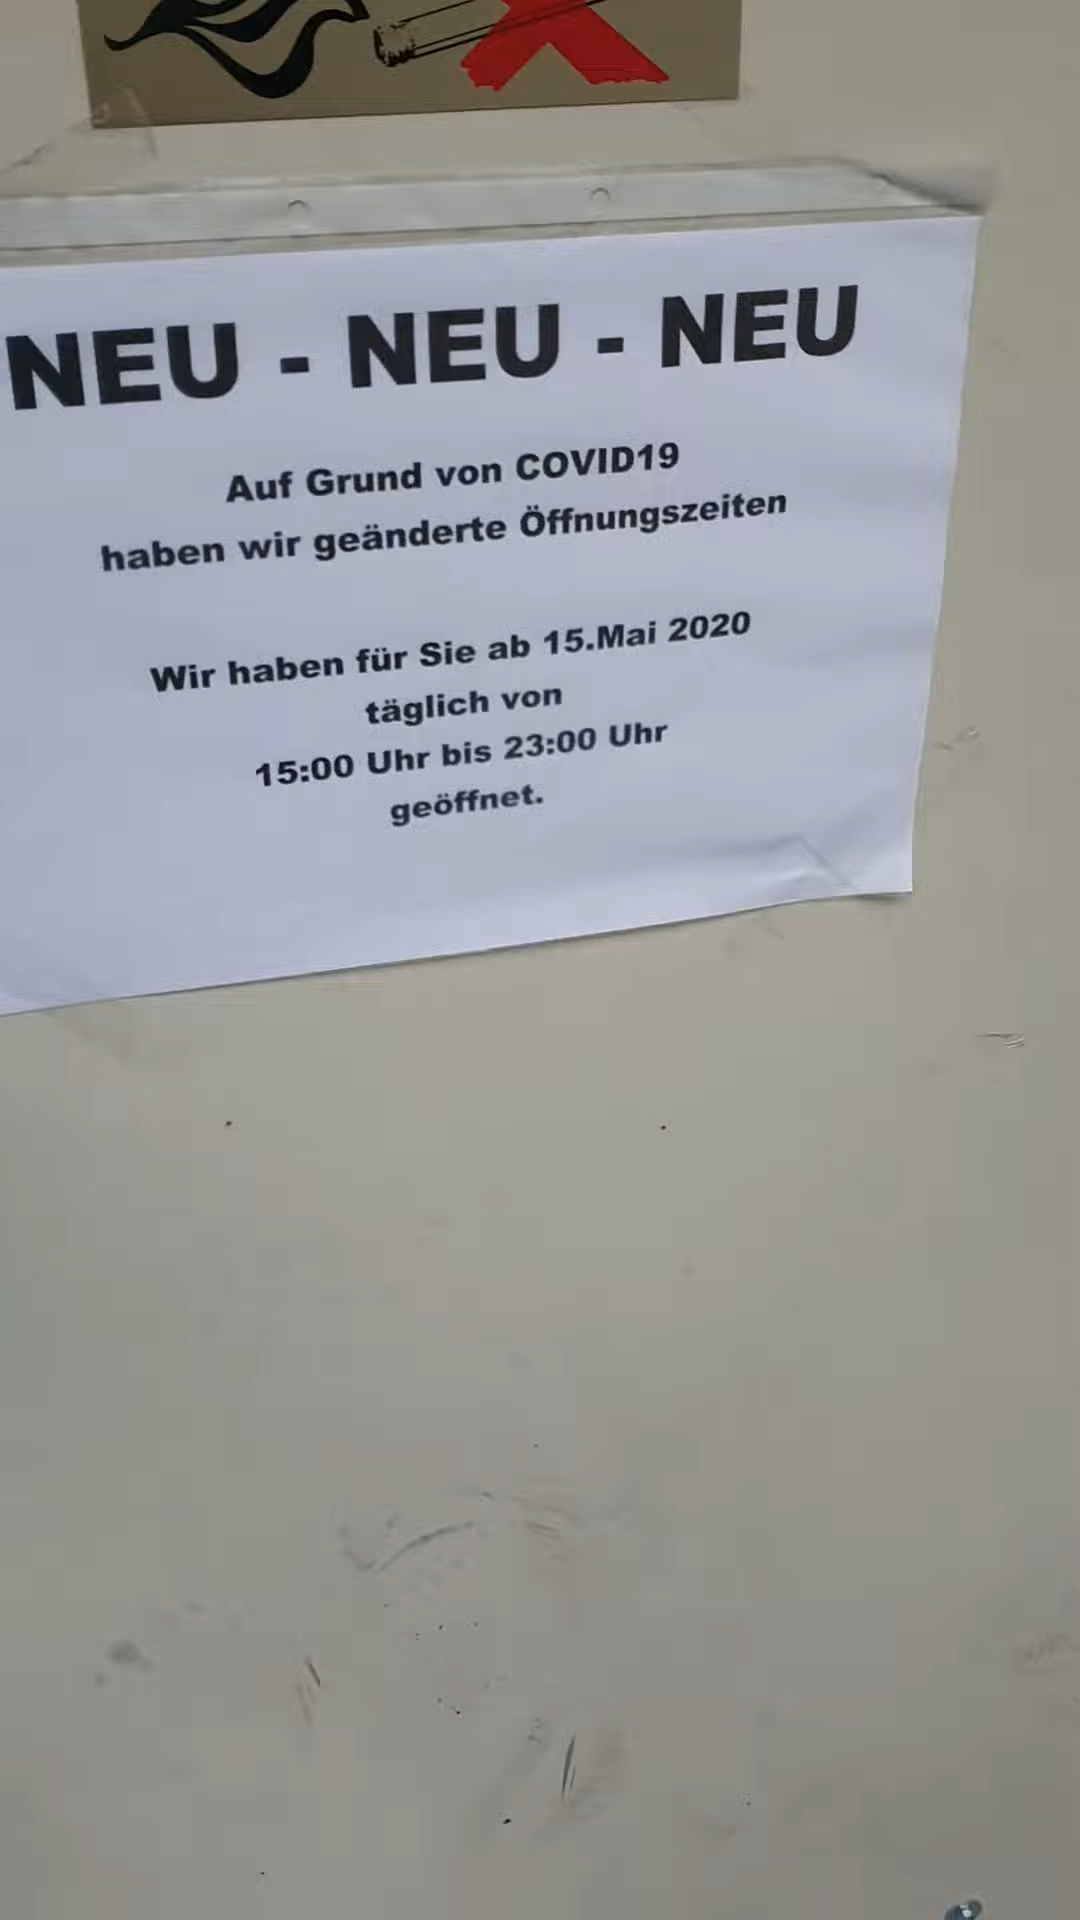 NEU - NEU - NEU
Auf Grund von COVID19
haben wir geänderte Öffnungszeiten
Wir haben für Sie ab 15.Mai 2020
täglich von
15:00 Uhr bis 23:00 Uhr
geöffnet.